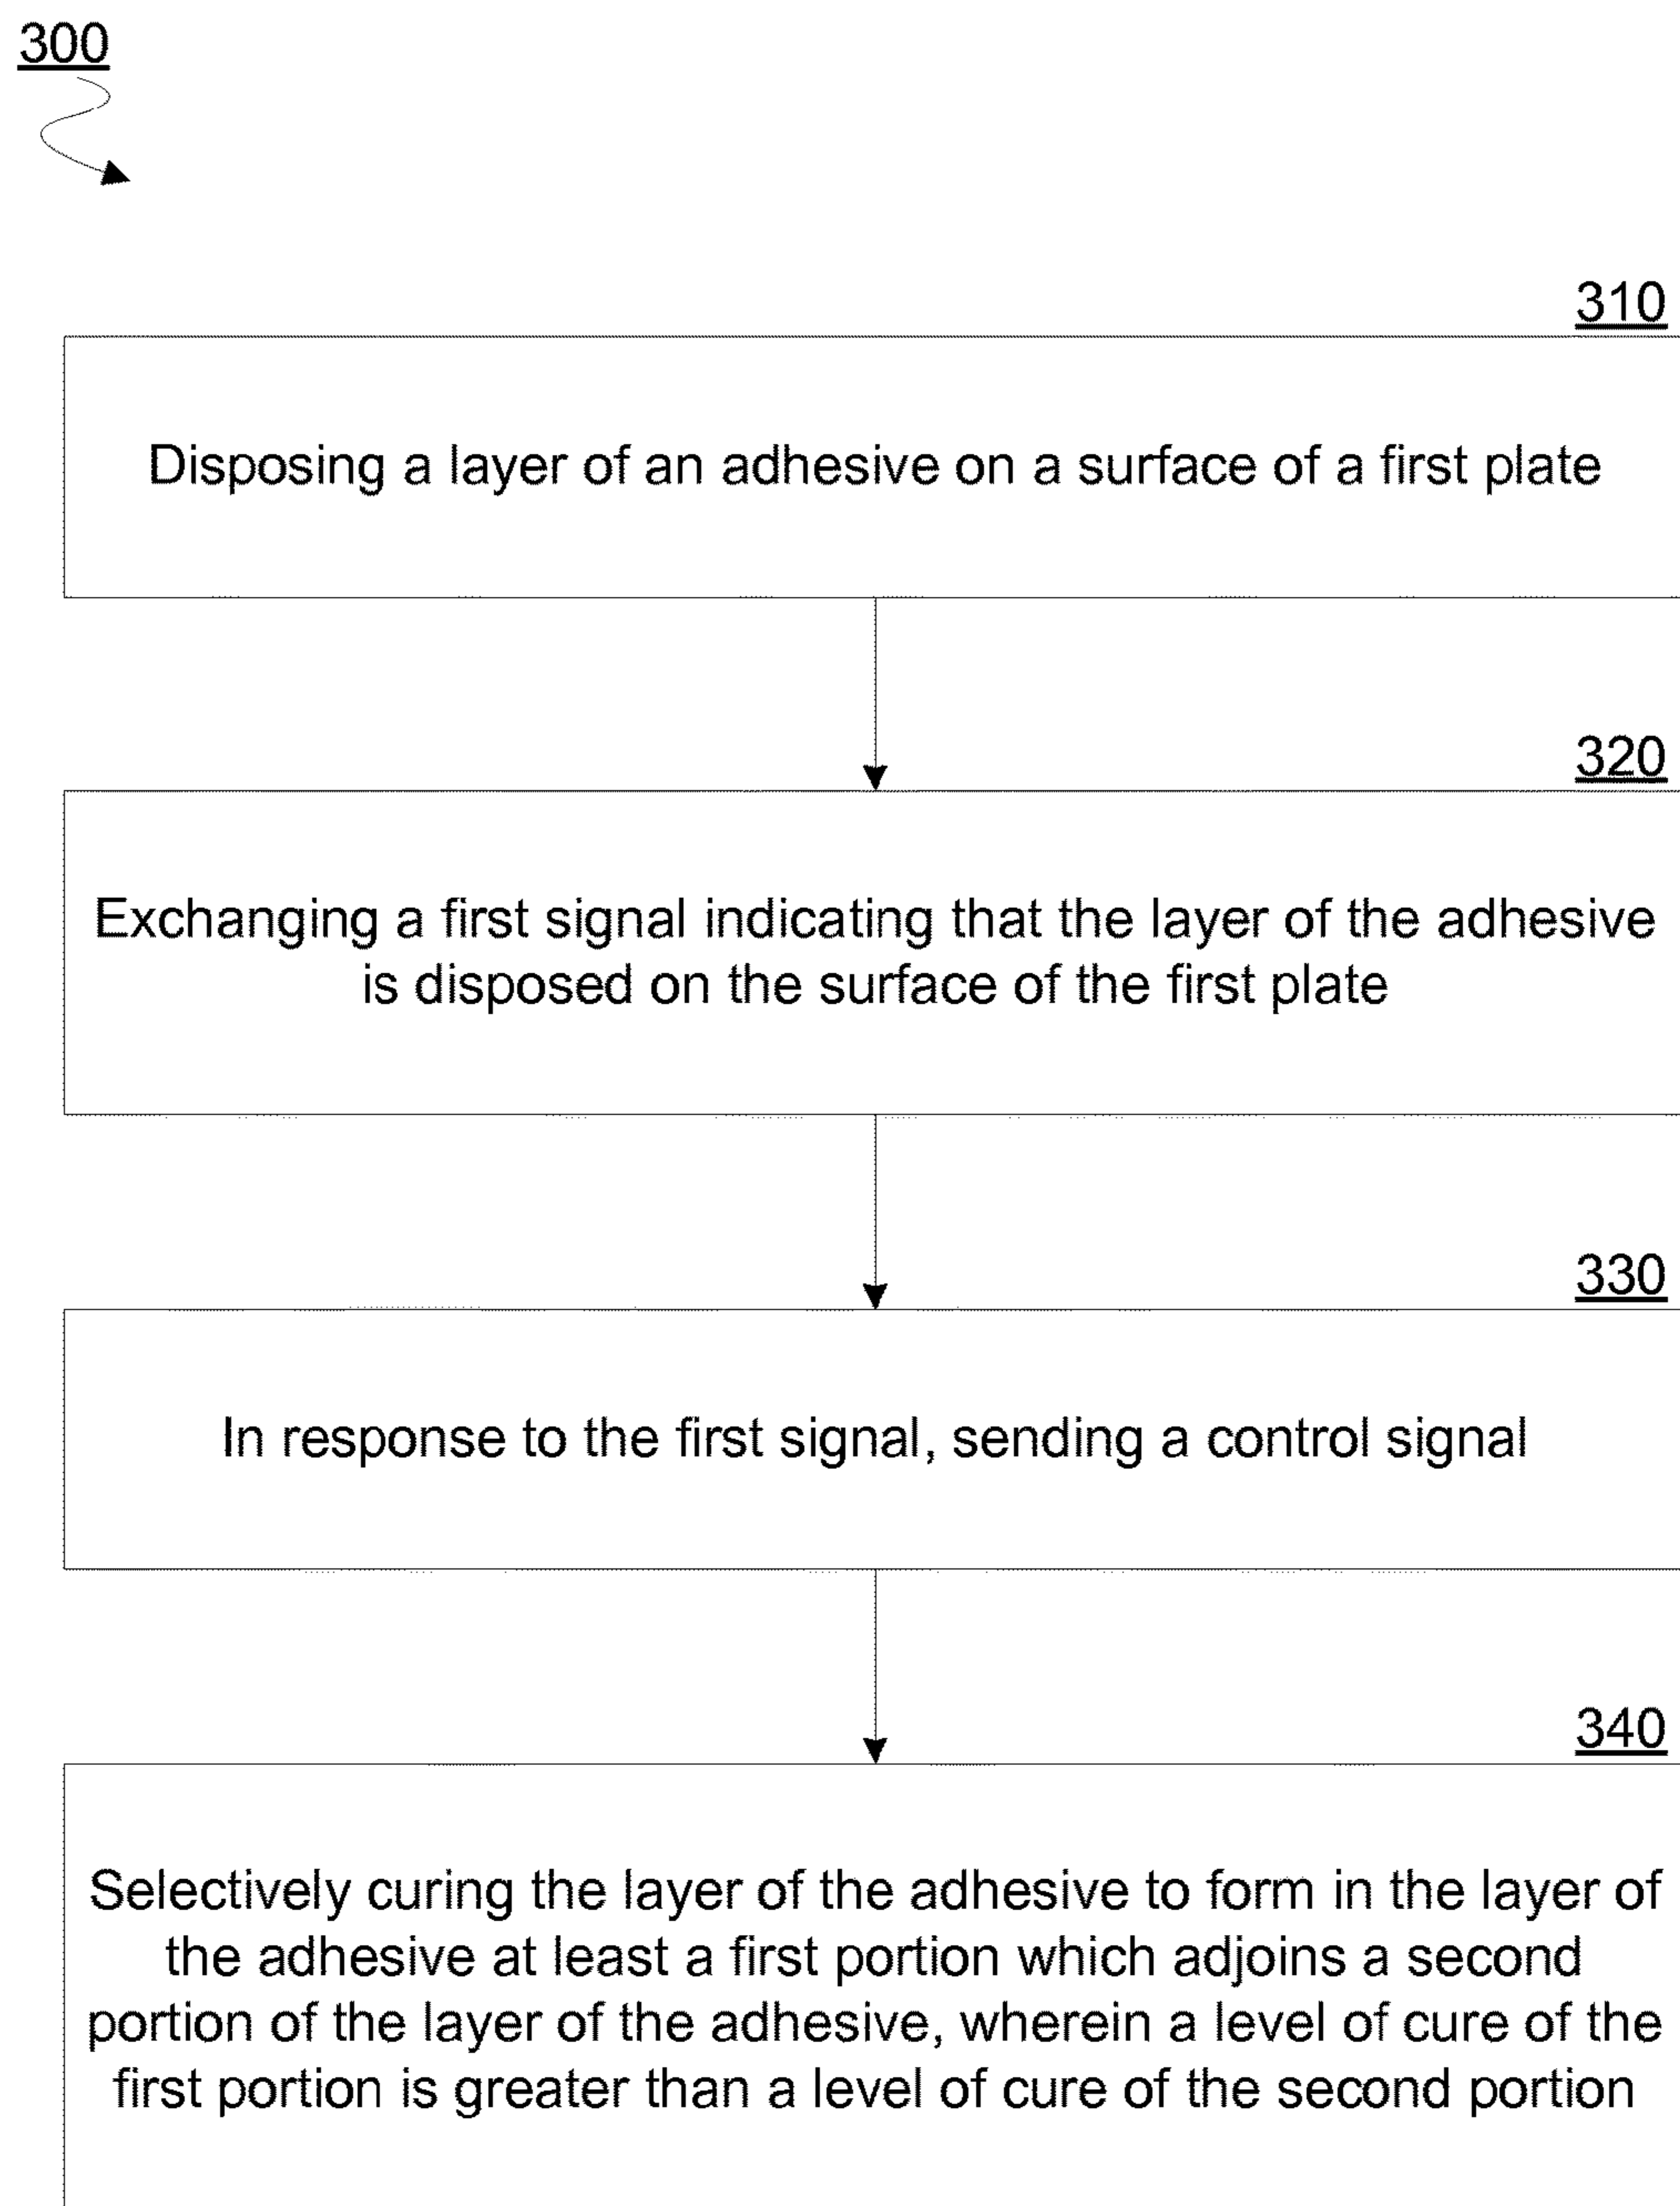 300
310
Disposing a layer of an adhesive on a surface of a first plate
320
Exchanging a first signal indicating that the layer of the adhesive
is disposed on the surface of the first plate
330
In response to the first signal, sending a control signal
340
Selectively curing the layer of the adhesive to form in the layer of
the adhesive at least a first portion which adjoins a second
portion of the layer of the adhesive, wherein a level of cure of the
first portion is greater than a level of cure of the second portion